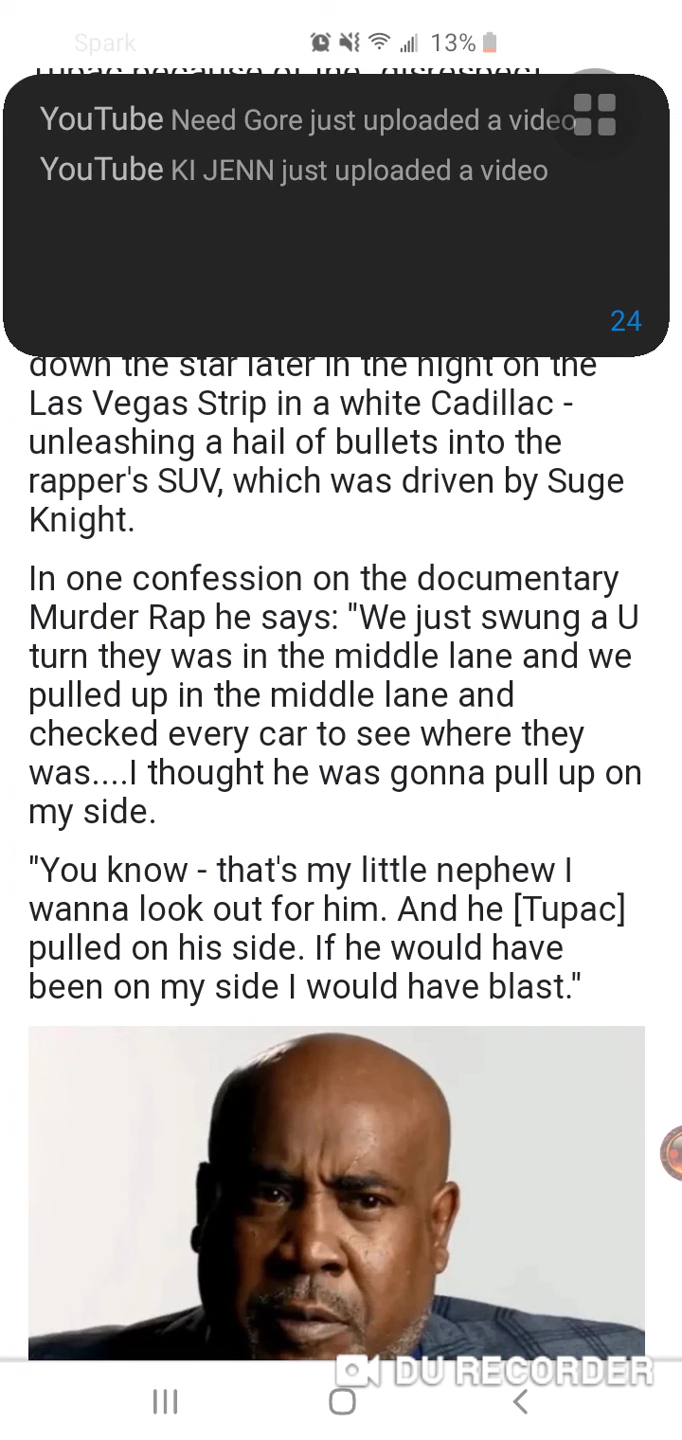 Spark
13%
Tupac because of the "disrespect"
YouTube Need Gore just uploaded a video
YouTube KI JENN just uploaded a video
24
down the star later in the night on the
Las Vegas Strip in a white Cadillac -
unleashing a hail of bullets into the
rapper's SUV, which was driven by Suge
Knight.
In one confession on the documentary
Murder Rap he says: "We just swung a U
turn they was in the middle lane and we
pulled up in the middle lane and
checked every car to see where they
was....I thought he was gonna pull up on
my side.
"You know - that's my little nephew I
wanna look out for him. And he [Tupac]
pulled on his side. If he would have
been on my side I would have blast."
DU RECORDER